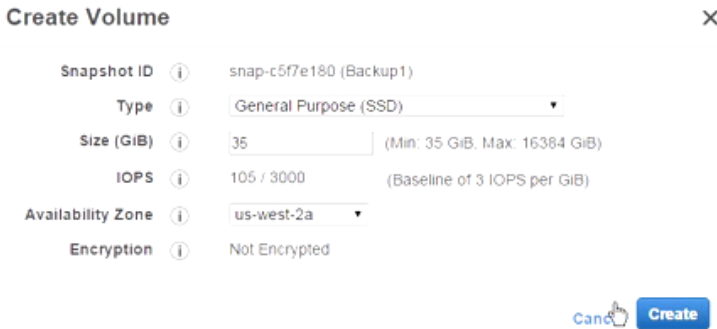 Create Volume
Snapshot ID snap-c5f7e180 (Backup1)
Type General Purpose (SSD)
Size (GiB) 35 (Min: 35 GiB, Max: 16384 GiB)
IOPS 105 / 3000 (Baseline of 3 IOPS per GiB)
Availability Zone us-west-2a
Encryption Not Encrypted
Create